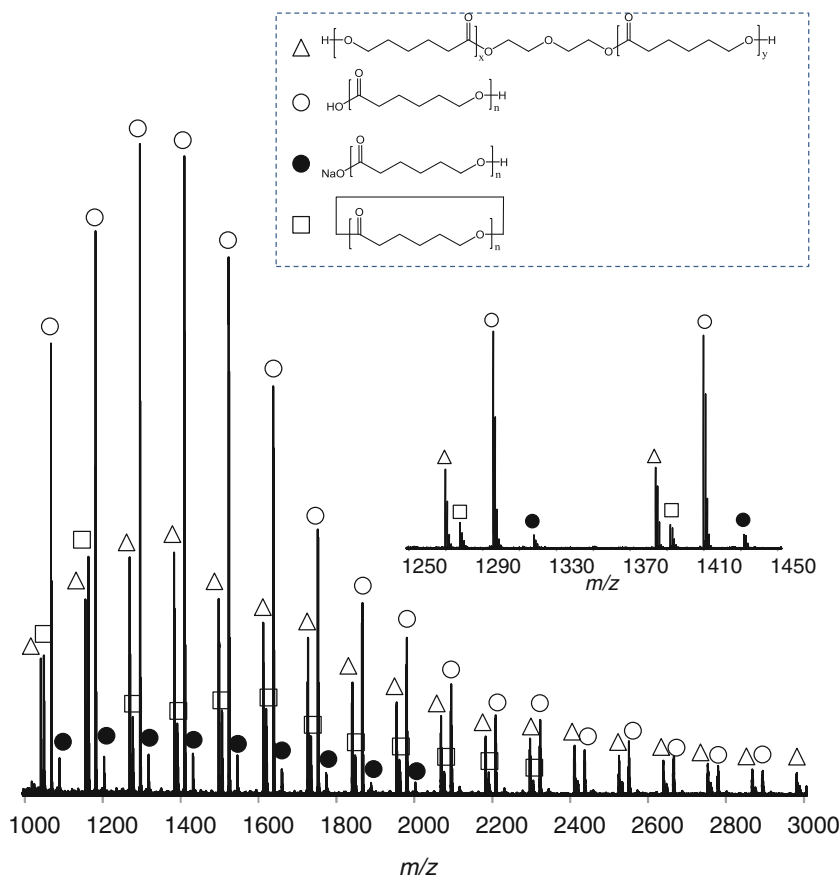 O O
H O x O O O O H y
O
HO O H n
O
NaO O H n
O
O n
1250 1290 1330 1370 1410 1450
m/z
1000 1200 1400 1600 1800 2000 2200 2400 2600 2800 3000
m/z